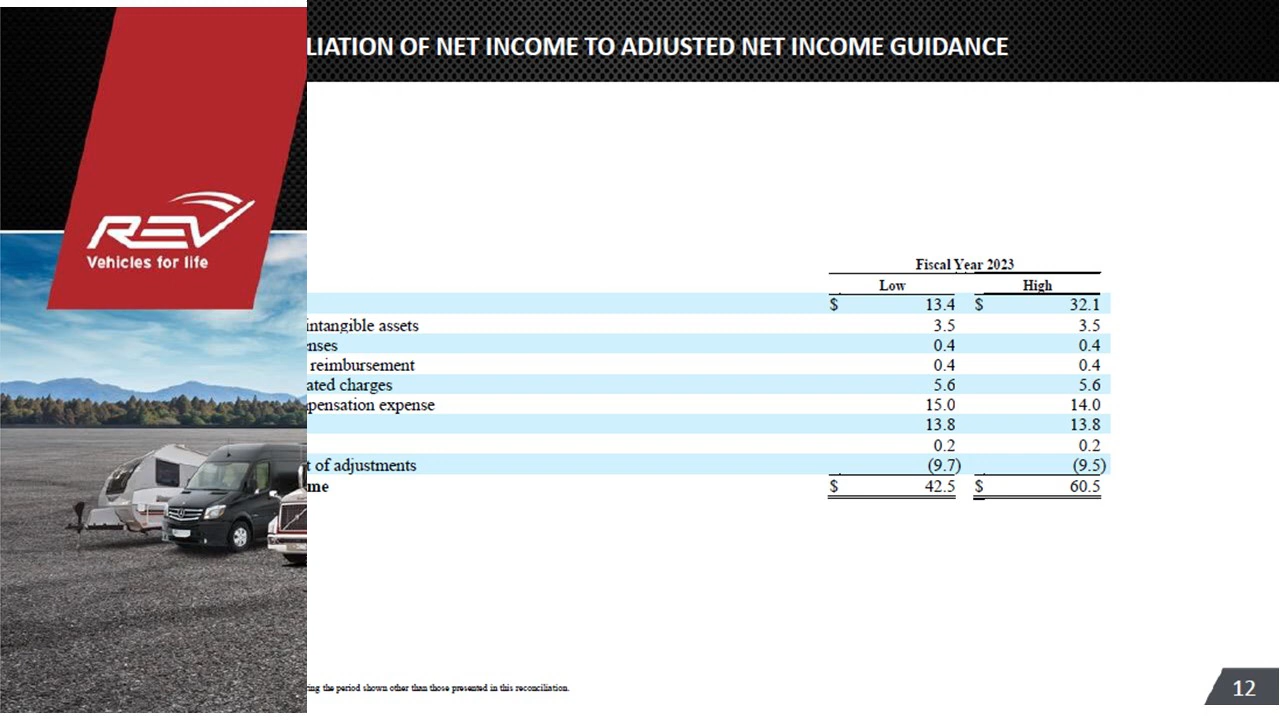 LIATION OF NET INCOME TO ADJUSTED NET INCOME GUIDANCE
REV
Vehicles for life
Fiscal Year 2023
Low High
$ 13.4 $ 32.1
intangible assets 3.5 3.5
nses 0.4 0.4
reimbursement 0.4 0.4
ated charges 5.6 5.6
pensation expense 15.0 14.0
13.8 13.8
0.2 0.2
t of adjustments (9.7) (9.5)
me $ 42.5 $ 60.5
ing the period shown other than those presented in this reconciliation.
12